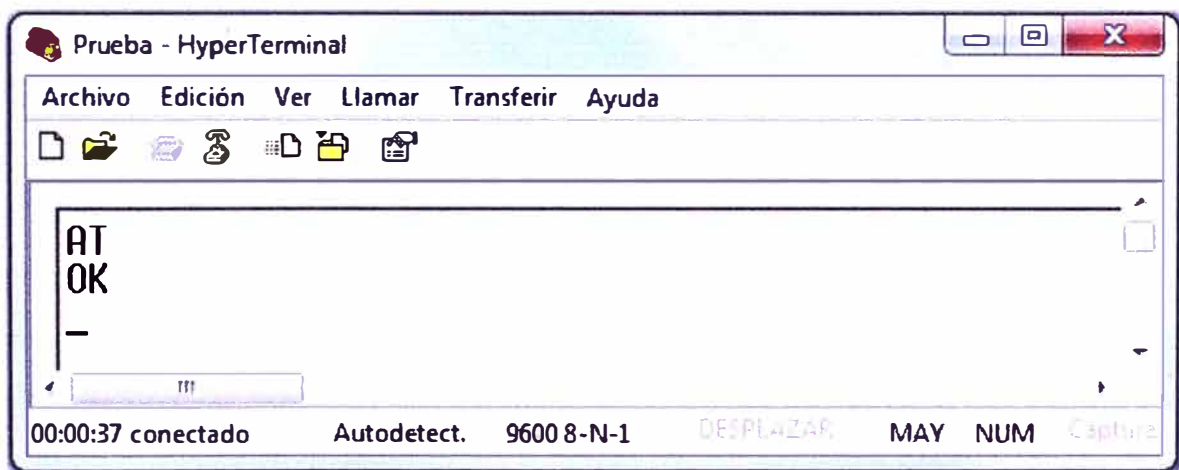 Prueba - HyperTerminal
Archivo Edición Ver Llamar Transferir Ayuda
AT
OK
_
00:00:37 conectado Autodetect. 9600 8-N-1 DESPLAZAR MAY NUM Captura